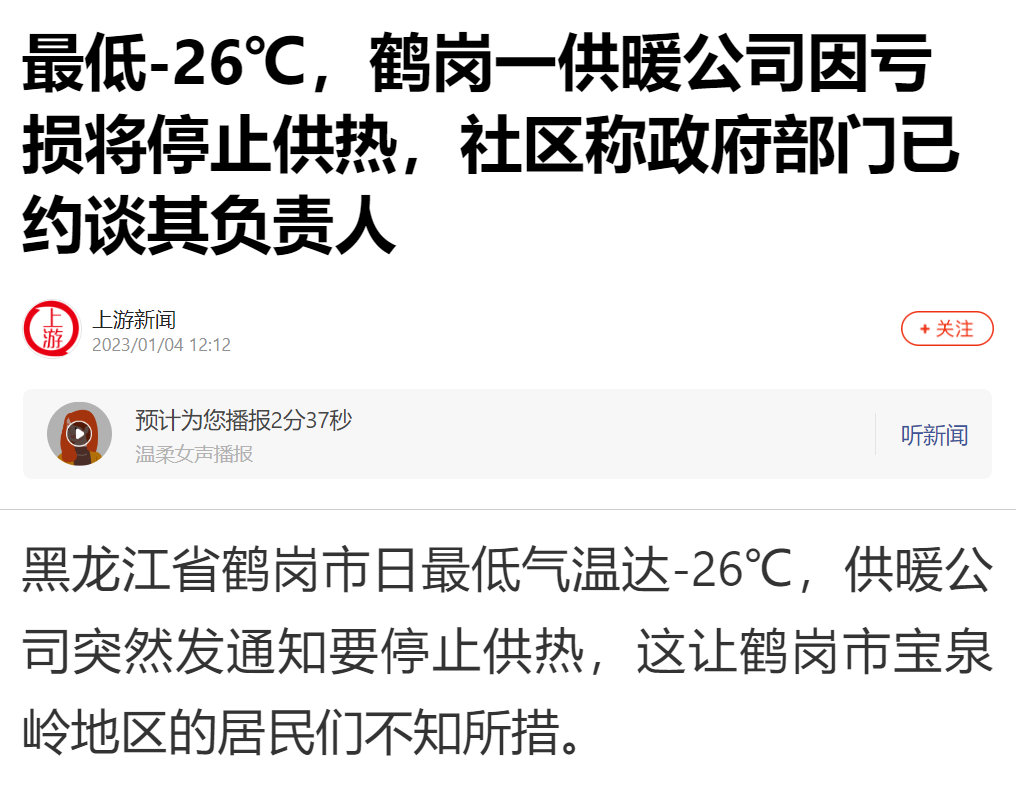 最低-26℃，鹤岗一供暖公司因亏
损将停止供热，社区称政府部门已
约谈其负责人
上游
上游新闻
2023/01/04 12:12
+ 关注
预计为您播报2分37秒
温柔女声播报
听新闻
黑龙江省鹤岗市日最低气温达-26℃，供暖公
司突然发通知要停止供热，这让鹤岗市宝泉
岭地区的居民们不知所措。